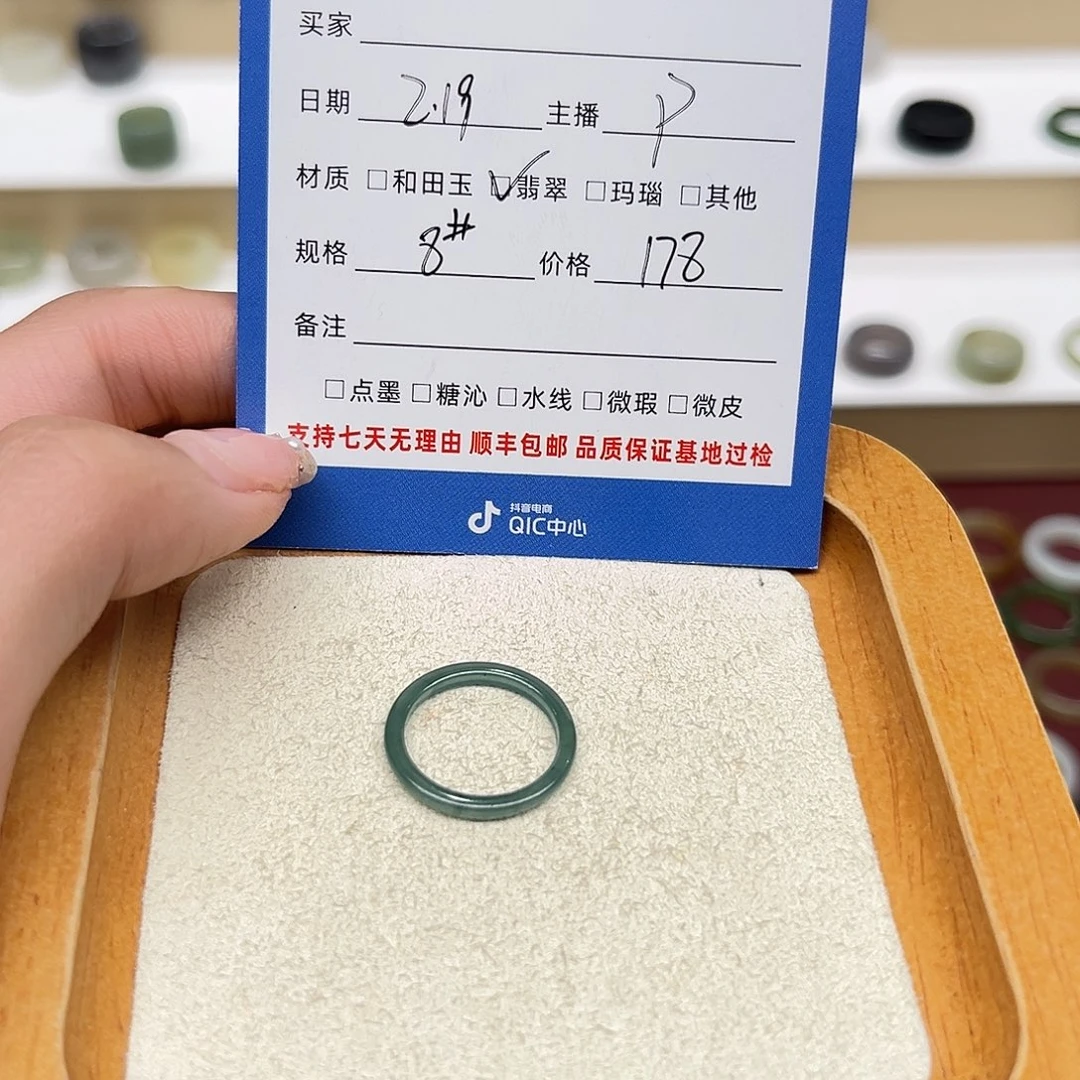 买家
日期 2.19 主播 P
材质 □和田玉 ☑翡翠 □玛瑙 □其他
规格 8# 价格 178
备注
□点墨 □糖沁 □水线 □微瑕 □微皮
支持七天无理由 顺丰包邮 品质保证基地过检
抖音电商
QIC中心